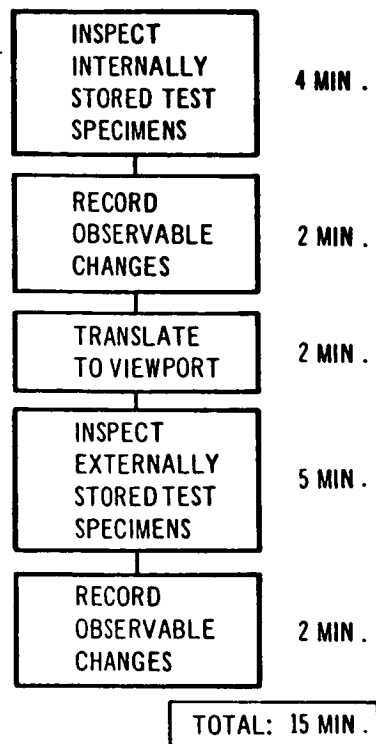 INSPECT
INTERNALLY
STORED TEST
SPECIMENS
4 MIN.
RECORD
OBSERVABLE
CHANGES
2 MIN.
TRANSLATE
TO VIEWPORT
2 MIN.
INSPECT
EXTERNALLY
STORED TEST
SPECIMENS
5 MIN.
RECORD
OBSERVABLE
CHANGES
2 MIN.
TOTAL: 15 MIN.